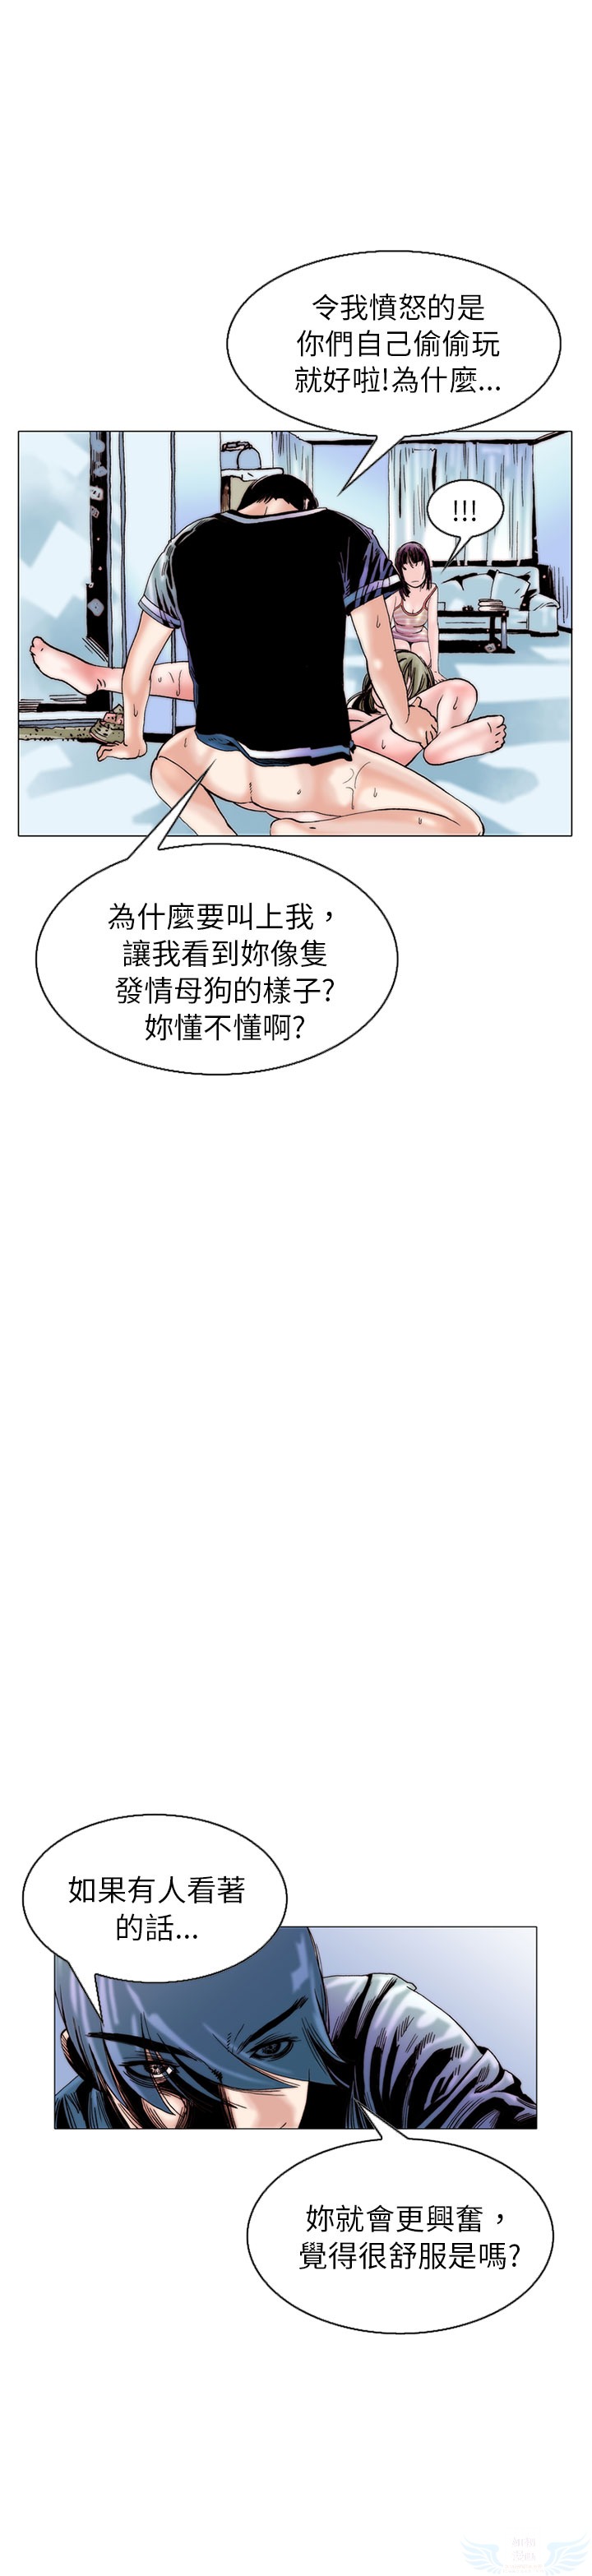 令我憤怒的是
你們自己偷偷玩
就好啦!為什麼...
!!!
為什麼要叫上我，
讓我看到妳像隻
發情母狗的樣子?
妳懂不懂啊?
如果有人看著
的話...
妳就會更興奮，
覺得很舒服是嗎?